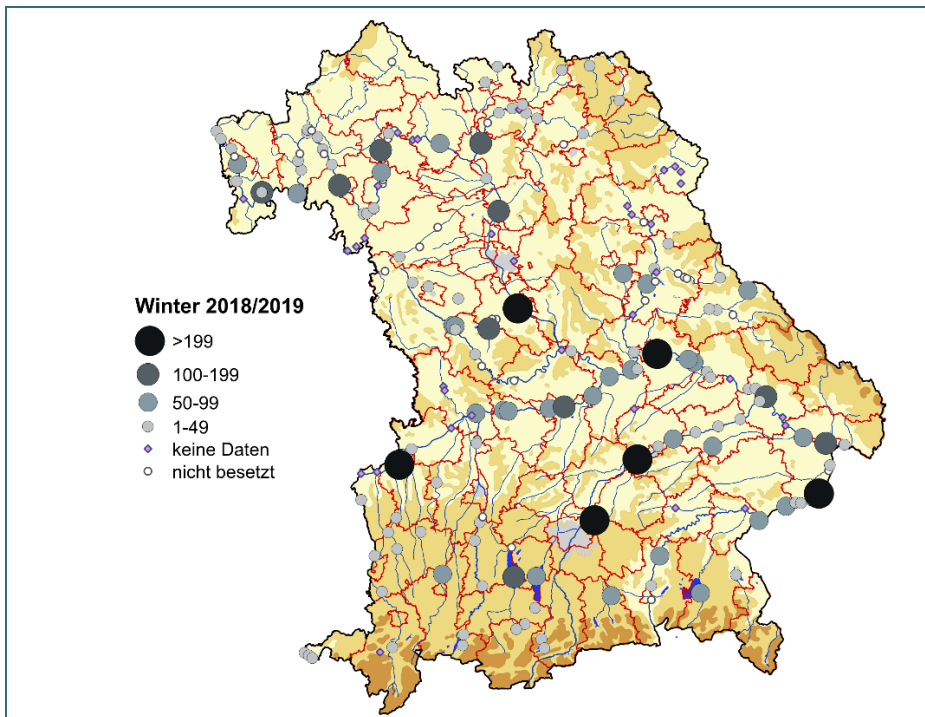 Winter 2018/2019
>199
100-199
50-99
1-49
keine Daten
nicht besetzt